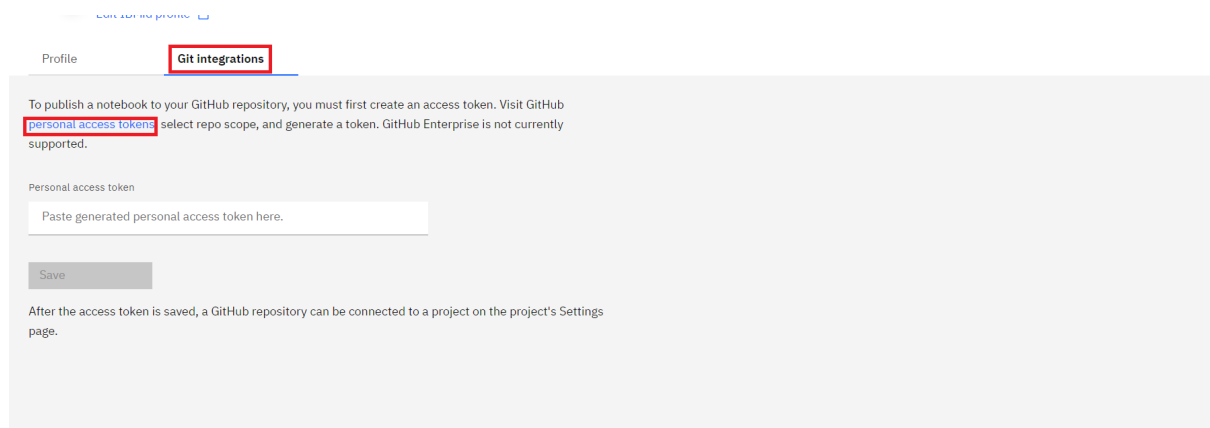 Edit IBMid profile
Profile
Git integrations
To publish a notebook to your GitHub repository, you must first create an access token. Visit GitHub
personal access tokens, select repo scope, and generate a token. GitHub Enterprise is not currently
supported.
Personal access token
Paste generated personal access token here.
Save
After the access token is saved, a GitHub repository can be connected to a project on the project's Settings
page.